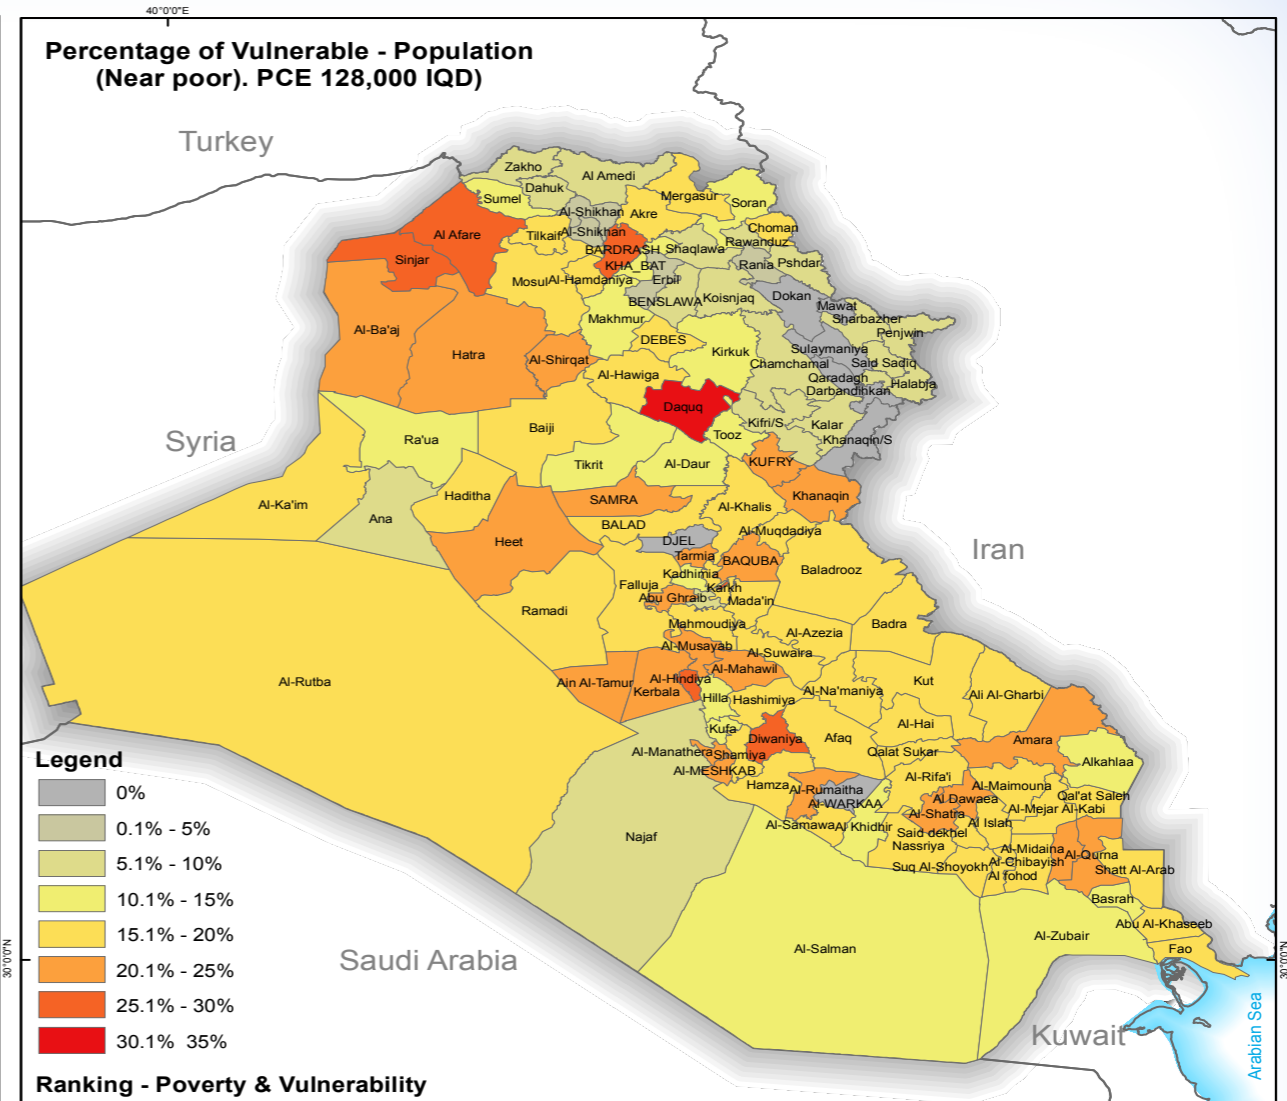 40°0'0"E
Percentage of Vulnerable - Population
(Near poor). PCE 128,000 IQD)
Turkey
Zakho
Al Amedi
Dahuk
Sumel
Mergasur
Soran
Al-Shikhan
Akre
Al Afare
Tilkaif
Al-Shikhan
Choman
Rawanduz
BARDRASH
Shaqlawa
Sinjar
KHA_BAT
Rania
Pshdar
Mosul
Al-Hamdaniya
Erbil
BENSLAWA
Koisnjaq
Dokan
Mawat
Makhmur
Sharbazher
Al-Ba'aj
Penjwin
DEBES
Kirkuk
Sulaymaniya
Hatra
Al-Shirqat
Chamchamal
Said Sadiq
Al-Hawiga
Qaradagh
Halabja
Darbandihkan
Daquq
Baiji
Kifri/S
Kalar
Syria
Ra'ua
Tooz
Khanaqin/S
Tikrit
Al-Daur
KUFRY
Al-Ka'im
Haditha
SAMRA
Khanaqin
Al-Khalis
Ana
BALAD
Al-Muqdadiya
Heet
DJEL
Iran
Tarmia
BAQUBA
Baladrooz
Kadhimia
Falluja
Karkh
Abu Ghraib
Mada'in
Ramadi
Mahmoudiya
Al-Azezia
Badra
Al-Musayab
Al-Suwaira
Al-Mahawil
Al-Rutba
Ain Al-Tamur
Al-Hindiya
Kerbala
Kut
Al-Na'maniya
Ali Al-Gharbi
Hilla
Hashimiya
Al-Hai
Kufa
Diwaniya
Afaq
Amara
Al-Manathera
Shamiya
Qalat Sukar
Alkahlaa
Al-MESHKAB
Hamza
Al-Rumaitha
Al-Rifa'i
Al-Maimouna
Al-WARKAA
Al Dawaea
Qal'at Saleh
Al-Mejar Al-Kabi
Al-Shatra
Al Islah
Al-Samawa
Al Khidhir
Said dekhel
Najaf
Nassriya
Al-Midaina
Al-Qurna
Suq Al-Shoyokh
Al-Chibayish
Shatt Al-Arab
Al fohod
Basrah
Abu Al-Khaseeb
Al-Zubair
Al-Salman
Fao
Saudi Arabia
30°0'0"N
30°0'0"N
Kuwait
Arabian Sea
Legend
0%
0.1% - 5%
5.1% - 10%
10.1% - 15%
15.1% - 20%
20.1% - 25%
25.1% - 30%
30.1% 35%
Ranking - Poverty & Vulnerability